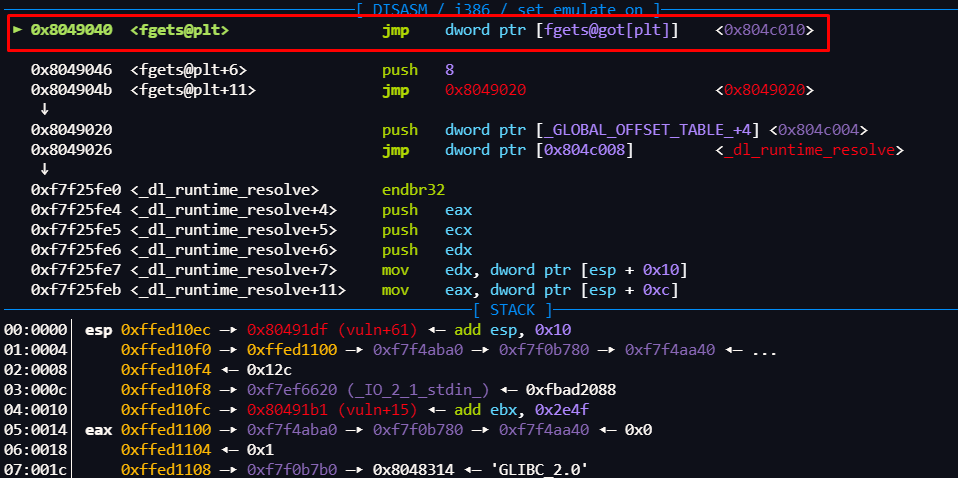 [ DISASM / i386 / set emulate on ]
► 0x8049040 <fgets@plt> jmp dword ptr [fgets@got[plt]] <0x804c010>
0x8049046 <fgets@plt+6> push 8
0x804904b <fgets@plt+11> jmp 0x8049020 <0x8049020>
↓
0x8049020 push dword ptr [_GLOBAL_OFFSET_TABLE_+4] <0x804c004>
0x8049026 jmp dword ptr [0x804c008] <_dl_runtime_resolve>
↓
0xf7f25fe0 <_dl_runtime_resolve> endbr32
0xf7f25fe4 <_dl_runtime_resolve+4> push eax
0xf7f25fe5 <_dl_runtime_resolve+5> push ecx
0xf7f25fe6 <_dl_runtime_resolve+6> push edx
0xf7f25fe7 <_dl_runtime_resolve+7> mov edx, dword ptr [esp + 0x10]
0xf7f25feb <_dl_runtime_resolve+11> mov eax, dword ptr [esp + 0xc]
[ STACK ]
00:0000│ esp 0xffed10ec —▸ 0x80491df (vuln+61) ◂— add esp, 0x10
01:0004│ 0xffed10f0 —▸ 0xffed1100 —▸ 0xf7f4aba0 —▸ 0xf7f0b780 —▸ 0xf7f4aa40 ◂— ...
02:0008│ 0xffed10f4 ◂— 0x12c
03:000c│ 0xffed10f8 —▸ 0xf7ef6620 (_IO_2_1_stdin_) ◂— 0xfbad2088
04:0010│ 0xffed10fc —▸ 0x80491b1 (vuln+15) ◂— add ebx, 0x2e4f
05:0014│ eax 0xffed1100 —▸ 0xf7f4aba0 —▸ 0xf7f0b780 —▸ 0xf7f4aa40 ◂— 0x0
06:0018│ 0xffed1104 ◂— 0x1
07:001c│ 0xffed1108 —▸ 0xf7f0b7b0 —▸ 0x8048314 ◂— 'GLIBC_2.0'